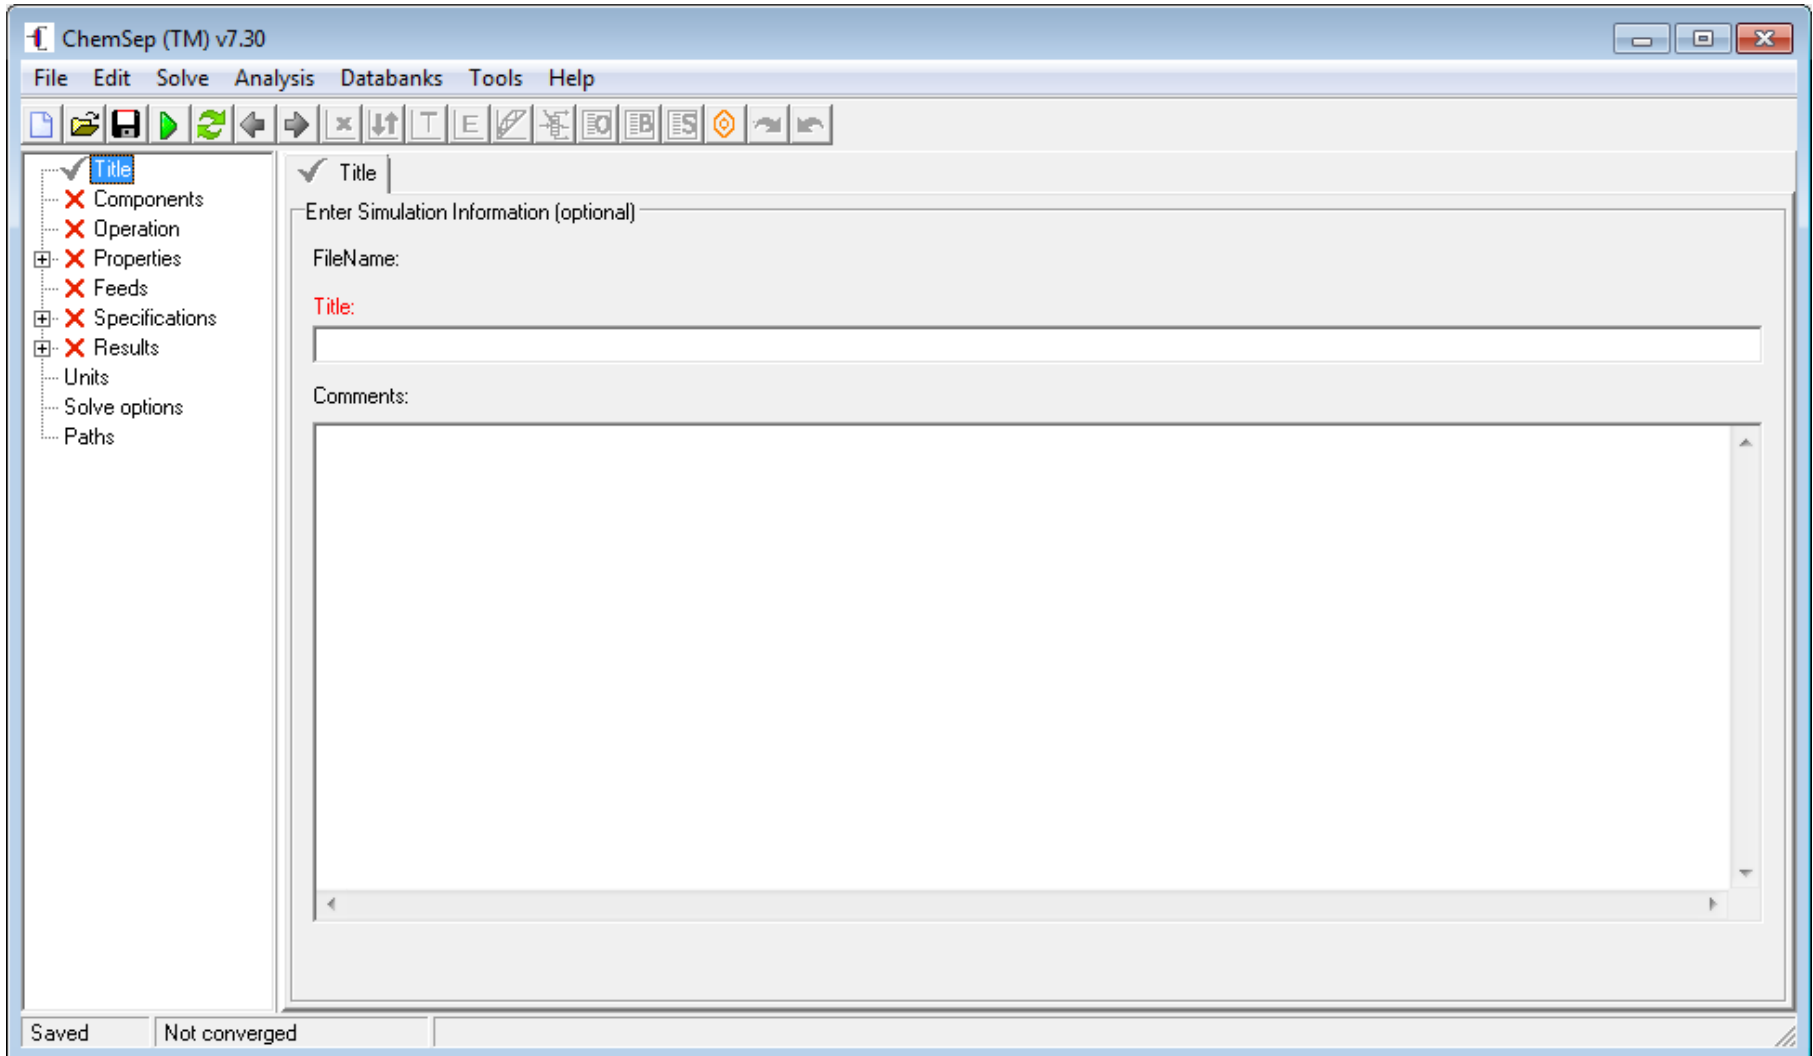 ChemSep (TM) v7.30
File Edit Solve Analysis Databanks Tools Help
T E O B S
Title
Components
Operation
Properties
Feeds
Specifications
Results
Units
Solve options
Paths
Title
Enter Simulation Information (optional)
FileName:
Title:
Comments:
Saved Not converged